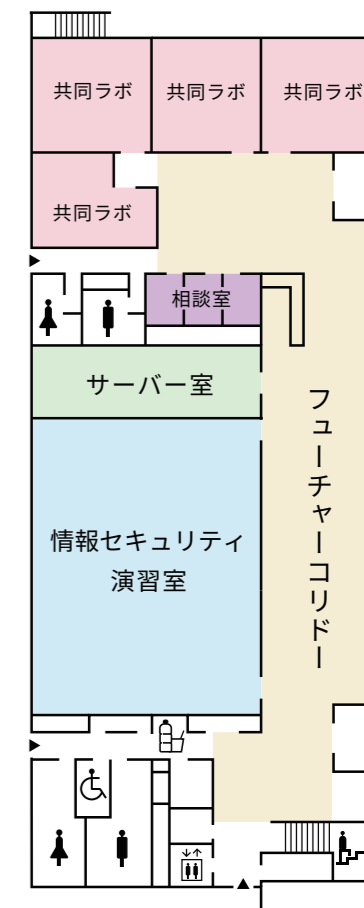 共同ラボ
共同ラボ
共同ラボ
共同ラボ
相談室
サーバー室
フューチャーコリドー
情報セキュリティ
演習室